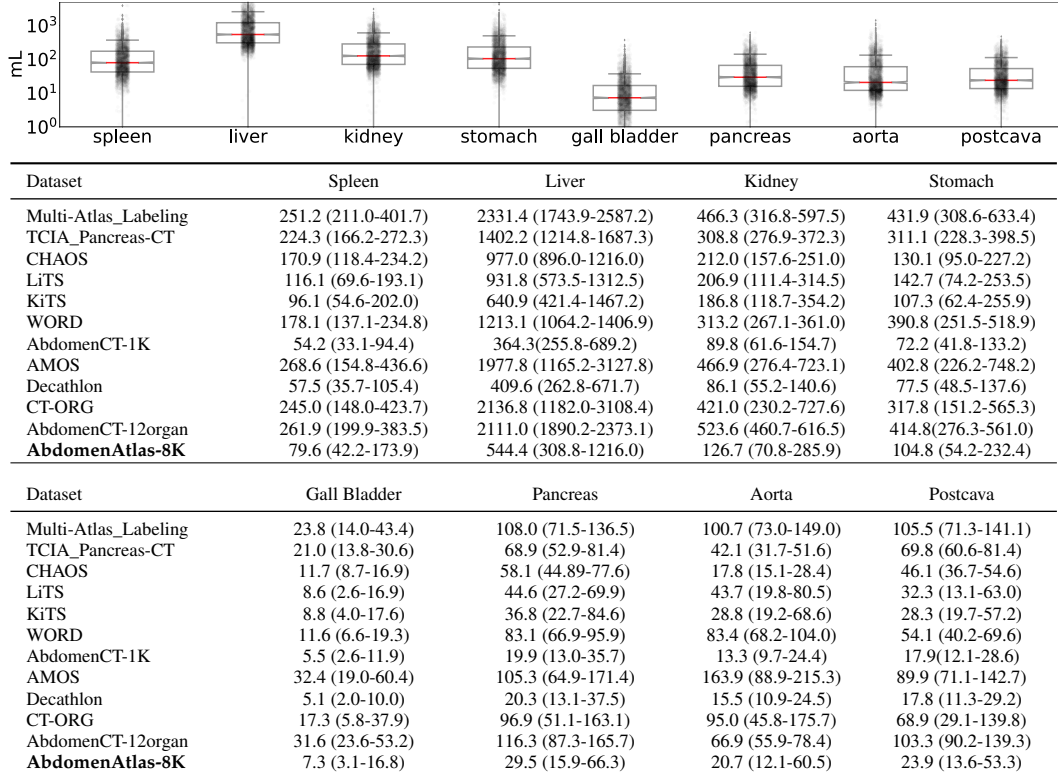 mL
10³
10²
10¹
10⁰
spleen liver kidney stomach gall bladder pancreas aorta postcava
Dataset Spleen Liver Kidney Stomach
Multi-Atlas_Labeling 251.2 (211.0-401.7) 2331.4 (1743.9-2587.2) 466.3 (316.8-597.5) 431.9 (308.6-633.4)
TCIA_Pancreas-CT 224.3 (166.2-272.3) 1402.2 (1214.8-1687.3) 308.8 (276.9-372.3) 311.1 (228.3-398.5)
CHAOS 170.9 (118.4-234.2) 977.0 (896.0-1216.0) 212.0 (157.6-251.0) 130.1 (95.0-227.2)
LiTS 116.1 (69.6-193.1) 931.8 (573.5-1312.5) 206.9 (111.4-314.5) 142.7 (74.2-253.5)
KiTS 96.1 (54.6-202.0) 640.9 (421.4-1467.2) 186.8 (118.7-354.2) 107.3 (62.4-255.9)
WORD 178.1 (137.1-234.8) 1213.1 (1064.2-1406.9) 313.2 (267.1-361.0) 390.8 (251.5-518.9)
AbdomenCT-1K 54.2 (33.1-94.4) 364.3(255.8-689.2) 89.8 (61.6-154.7) 72.2 (41.8-133.2)
AMOS 268.6 (154.8-436.6) 1977.8 (1165.2-3127.8) 466.9 (276.4-723.1) 402.8 (226.2-748.2)
Decathlon 57.5 (35.7-105.4) 409.6 (262.8-671.7) 86.1 (55.2-140.6) 77.5 (48.5-137.6)
CT-ORG 245.0 (148.0-423.7) 2136.8 (1182.0-3108.4) 421.0 (230.2-727.6) 317.8 (151.2-565.3)
AbdomenCT-12organ 261.9 (199.9-383.5) 2111.0 (1890.2-2373.1) 523.6 (460.7-616.5) 414.8(276.3-561.0)
AbdomenAtlas-8K 79.6 (42.2-173.9) 544.4 (308.8-1216.0) 126.7 (70.8-285.9) 104.8 (54.2-232.4)
Dataset Gall Bladder Pancreas Aorta Postcava
Multi-Atlas_Labeling 23.8 (14.0-43.4) 108.0 (71.5-136.5) 100.7 (73.0-149.0) 105.5 (71.3-141.1)
TCIA_Pancreas-CT 21.0 (13.8-30.6) 68.9 (52.9-81.4) 42.1 (31.7-51.6) 69.8 (60.6-81.4)
CHAOS 11.7 (8.7-16.9) 58.1 (44.89-77.6) 17.8 (15.1-28.4) 46.1 (36.7-54.6)
LiTS 8.6 (2.6-16.9) 44.6 (27.2-69.9) 43.7 (19.8-80.5) 32.3 (13.1-63.0)
KiTS 8.8 (4.0-17.6) 36.8 (22.7-84.6) 28.8 (19.2-68.6) 28.3 (19.7-57.2)
WORD 11.6 (6.6-19.3) 83.1 (66.9-95.9) 83.4 (68.2-104.0) 54.1 (40.2-69.6)
AbdomenCT-1K 5.5 (2.6-11.9) 19.9 (13.0-35.7) 13.3 (9.7-24.4) 17.9(12.1-28.6)
AMOS 32.4 (19.0-60.4) 105.3 (64.9-171.4) 163.9 (88.9-215.3) 89.9 (71.1-142.7)
Decathlon 5.1 (2.0-10.0) 20.3 (13.1-37.5) 15.5 (10.9-24.5) 17.8 (11.3-29.2)
CT-ORG 17.3 (5.8-37.9) 96.9 (51.1-163.1) 95.0 (45.8-175.7) 68.9 (29.1-139.8)
AbdomenCT-12organ 31.6 (23.6-53.2) 116.3 (87.3-165.7) 66.9 (55.9-78.4) 103.3 (90.2-139.3)
AbdomenAtlas-8K 7.3 (3.1-16.8) 29.5 (15.9-66.3) 20.7 (12.1-60.5) 23.9 (13.6-53.3)